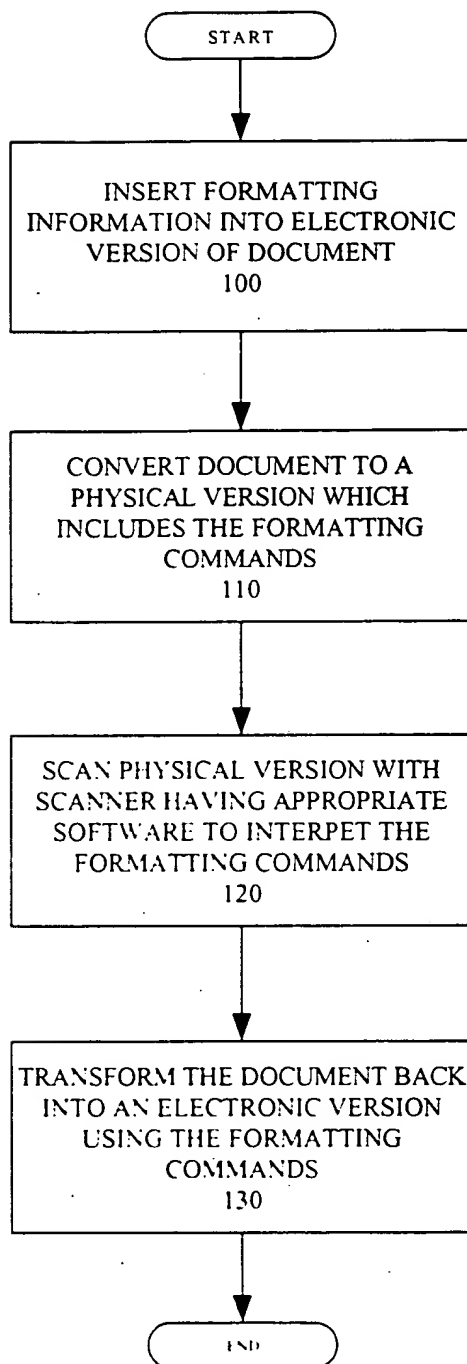 START
INSERT FORMATTING
INFORMATION INTO ELECTRONIC
VERSION OF DOCUMENT
100
CONVERT DOCUMENT TO A
PHYSICAL VERSION WHICH
INCLUDES THE FORMATTING
COMMANDS
110
SCAN PHYSICAL VERSION WITH
SCANNER HAVING APPROPRIATE
SOFTWARE TO INTERPET THE
FORMATTING COMMANDS
120
TRANSFORM THE DOCUMENT BACK
INTO AN ELECTRONIC VERSION
USING THE FORMATTING
COMMANDS
130
END